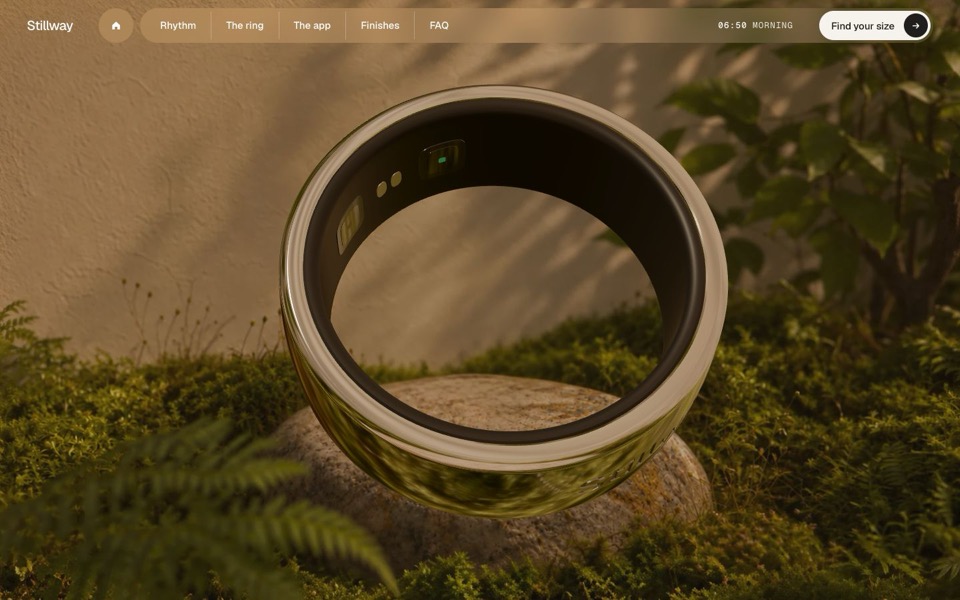 Stillway
Rhythm
The ring
The app
Finishes
FAQ
06:50 MORNING
Find your size